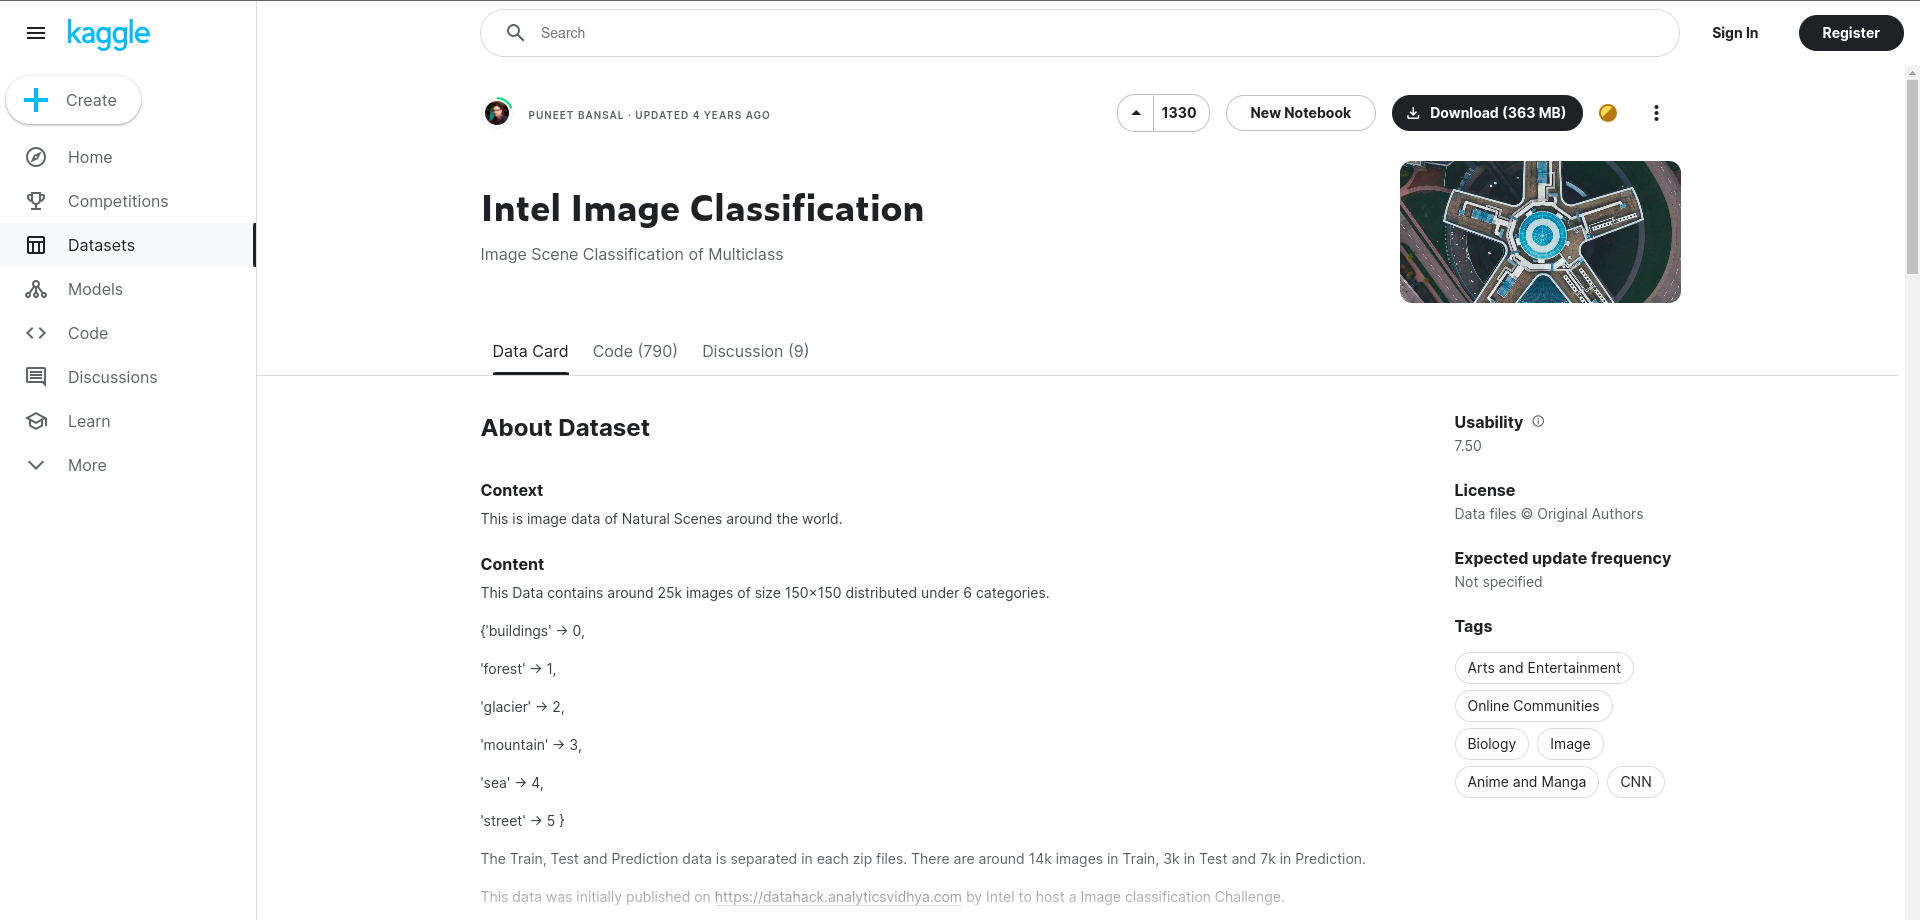 kaggle
Search
Sign In
Register
Create
Home
Competitions
Datasets
Models
Code
Discussions
Learn
More
PUNEET BANSAL · UPDATED 4 YEARS AGO
1330
New Notebook
Download (363 MB)
Intel Image Classification
Image Scene Classification of Multiclass
Data Card
Code (790)
Discussion (9)
About Dataset
Context
This is image data of Natural Scenes around the world.
Content
This Data contains around 25k images of size 150×150 distributed under 6 categories.
{'buildings' → 0,
'forest' → 1,
'glacier' → 2,
'mountain' → 3,
'sea' → 4,
'street' → 5 }
The Train, Test and Prediction data is separated in each zip files. There are around 14k images in Train, 3k in Test and 7k in Prediction.
This data was initially published on https://datahack.analyticsvidhya.com by Intel to host a Image classification Challenge.
Usability
7.50
License
Data files © Original Authors
Expected update frequency
Not specified
Tags
Arts and Entertainment
Online Communities
Biology
Image
Anime and Manga
CNN